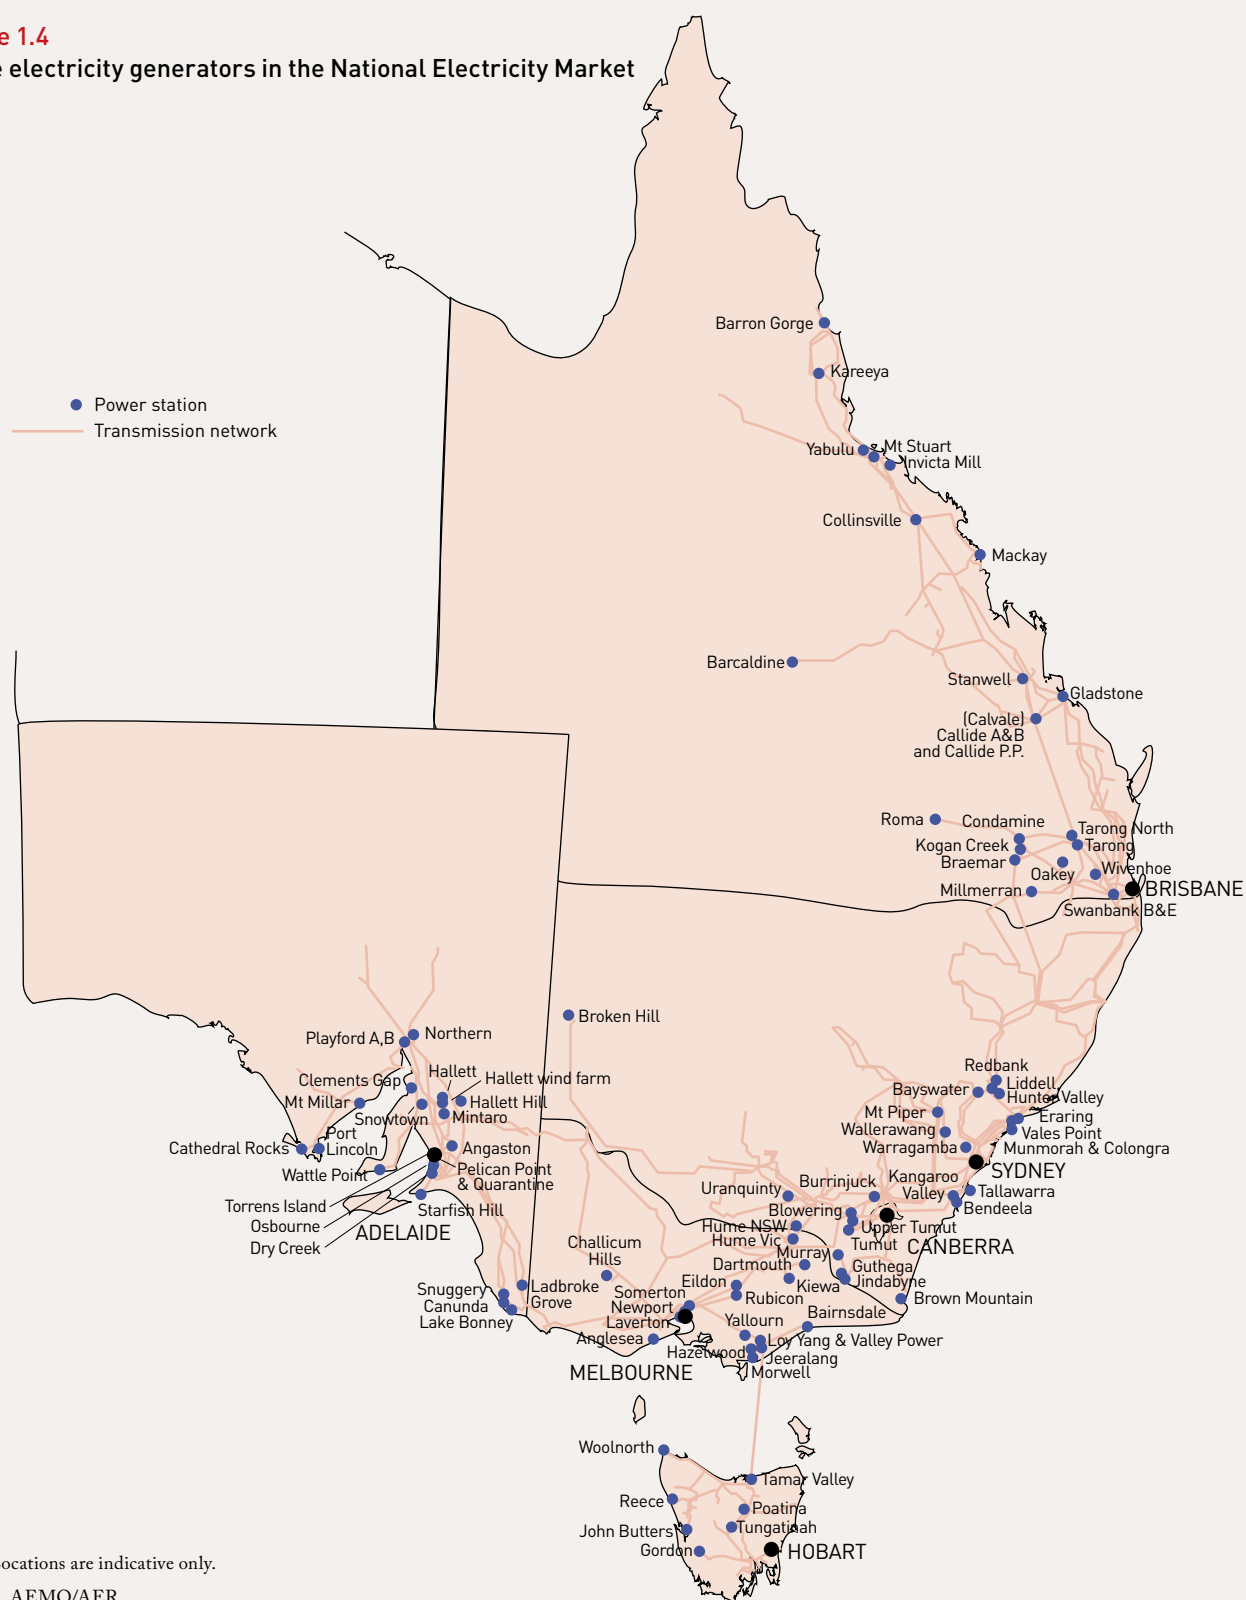 1.4
electricity generators in the National Electricity Market
Power station
Transmission network
Barron Gorge
Kareeya
Yabulu
Mt Stuart
Invicta Mill
Collinsville
Mackay
Barcaldine
Stanwell
Gladstone
(Calvale)
Callide A&B
and Callide P.P.
Roma
Condamine
Tarong North
Kogan Creek
Tarong
Braemar
Oakey
Wivenhoe
Millmerran
BRISBANE
Swanbank B&E
Broken Hill
Playford A,B
Northern
Hallett
Clements Gap
Hallett wind farm
Mt Millar
Hallett Hill
Snowtown
Mintaro
Cathedral Rocks
Port
Lincoln
Angaston
Wattle Point
Pelican Point
& Quarantine
Torrens Island
Starfish Hill
Osbourne
ADELAIDE
Dry Creek
Redbank
Bayswater
Liddell
Hunter Valley
Mt Piper
Eraring
Wallerawang
Vales Point
Warragamba
Munmorah & Colongra
SYDNEY
Kangaroo
Valley
Tallawarra
Bendeela
Uranquinty
Burrinjuck
Blowering
Hume NSW
Upper Tumut
Hume Vic
Tumut
CANBERRA
Murray
Challicum
Hills
Dartmouth
Guthega
Jindabyne
Kiewa
Eildon
Rubicon
Brown Mountain
Snuggery
Ladbroke
Grove
Canunda
Lake Bonney
Somerton
Newport
Laverton
Bairnsdale
Yallourn
Anglesea
Loy Yang & Valley Power
Hazelwood
Jeeralang
Morwell
MELBOURNE
Woolnorth
Tamar Valley
Reece
Poatina
John Butters
Tungatinah
Gordon
HOBART
ocations are indicative only.
AEMO/AER